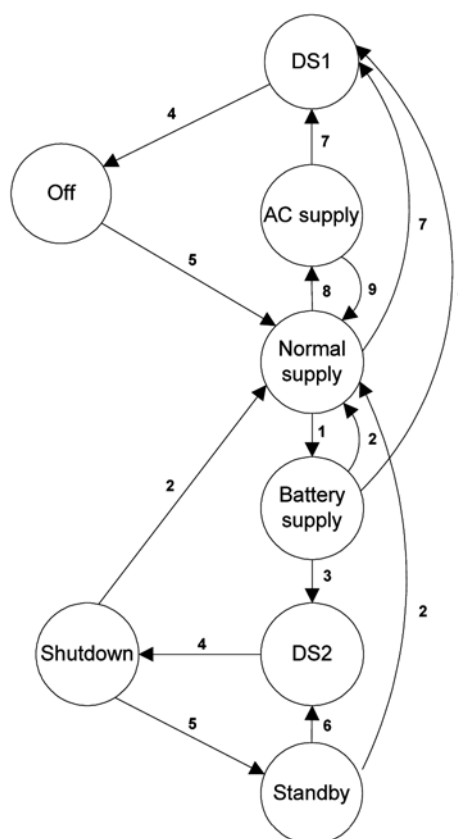 DS1
4
7
Off
AC supply
7
5
8
9
Normal
supply
1
2
2
Battery
supply
3
2
Shutdown
4
DS2
5
6
Standby